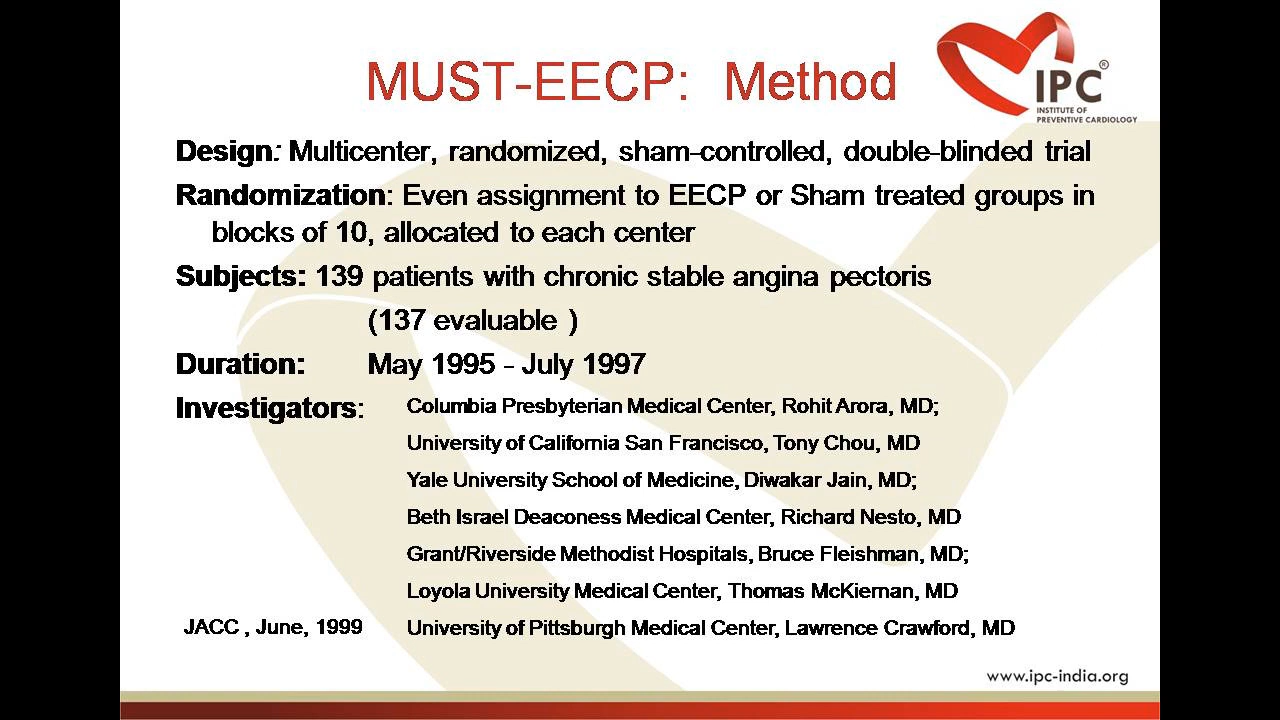 MUST-EECP: Method
IPC®
INSTITUTE OF
PREVENTIVE CARDIOLOGY
Design: Multicenter, randomized, sham-controlled, double-blinded trial
Randomization: Even assignment to EECP or Sham treated groups in
blocks of 10, allocated to each center
Subjects: 139 patients with chronic stable angina pectoris
(137 evaluable )
Duration: May 1995 - July 1997
Investigators: Columbia Presbyterian Medical Center, Rohit Arora, MD;
University of California San Francisco, Tony Chou, MD
Yale University School of Medicine, Diwakar Jain, MD;
Beth Israel Deaconess Medical Center, Richard Nesto, MD
Grant/Riverside Methodist Hospitals, Bruce Fleishman, MD;
Loyola University Medical Center, Thomas McKiernan, MD
JACC , June, 1999 University of Pittsburgh Medical Center, Lawrence Crawford, MD
www.ipc-india.org